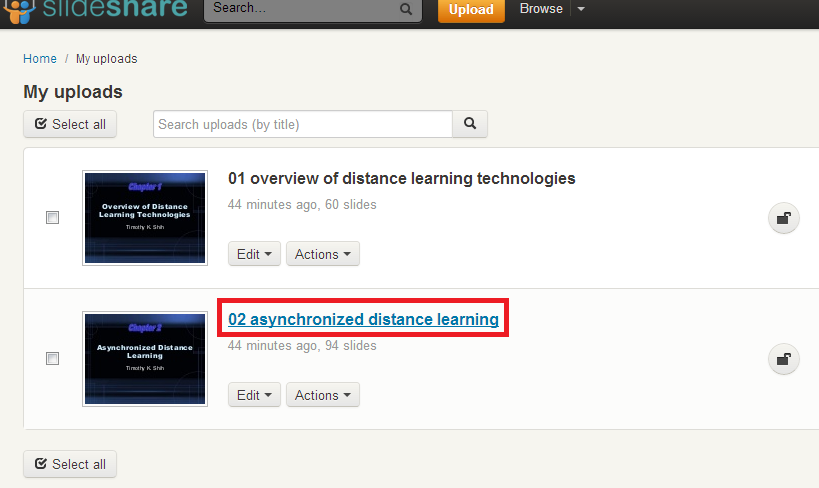 slideshare
Search...
Upload
Browse
Home / My uploads
My uploads
Select all
Search uploads (by title)
Chapter 1
Overview of Distance
Learning Technologies
Timothy K. Shih
01 overview of distance learning technologies
44 minutes ago, 60 slides
Edit
Actions
Chapter 2
Asynchronized Distance
Learning
Timothy K. Shih
02 asynchronized distance learning
44 minutes ago, 94 slides
Edit
Actions
Select all